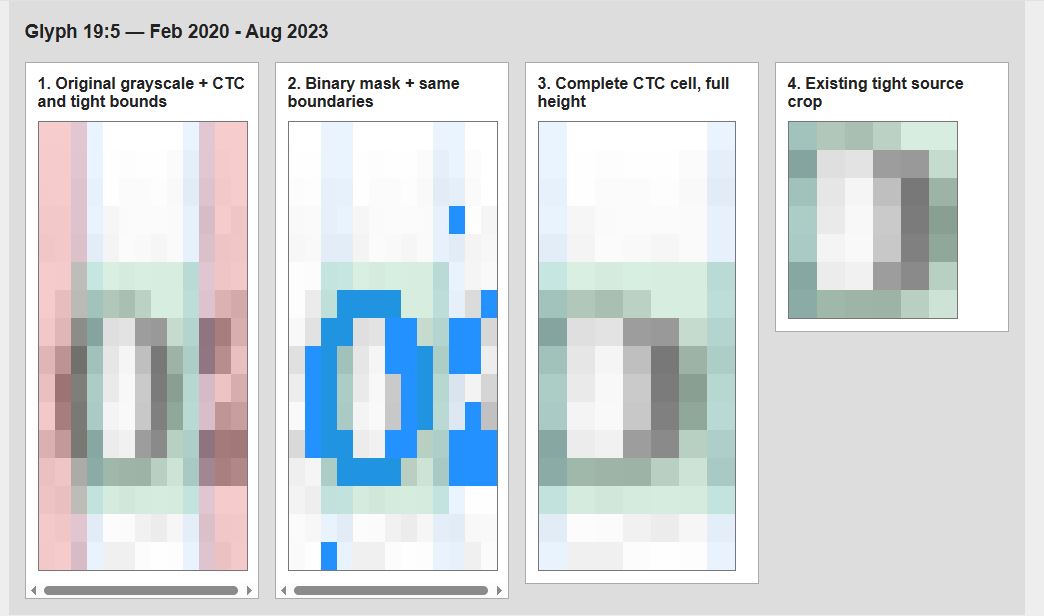 Glyph 19:5 — Feb 2020 - Aug 2023
1. Original grayscale + CTC
and tight bounds
2. Binary mask + same
boundaries
3. Complete CTC cell, full
height
4. Existing tight source
crop